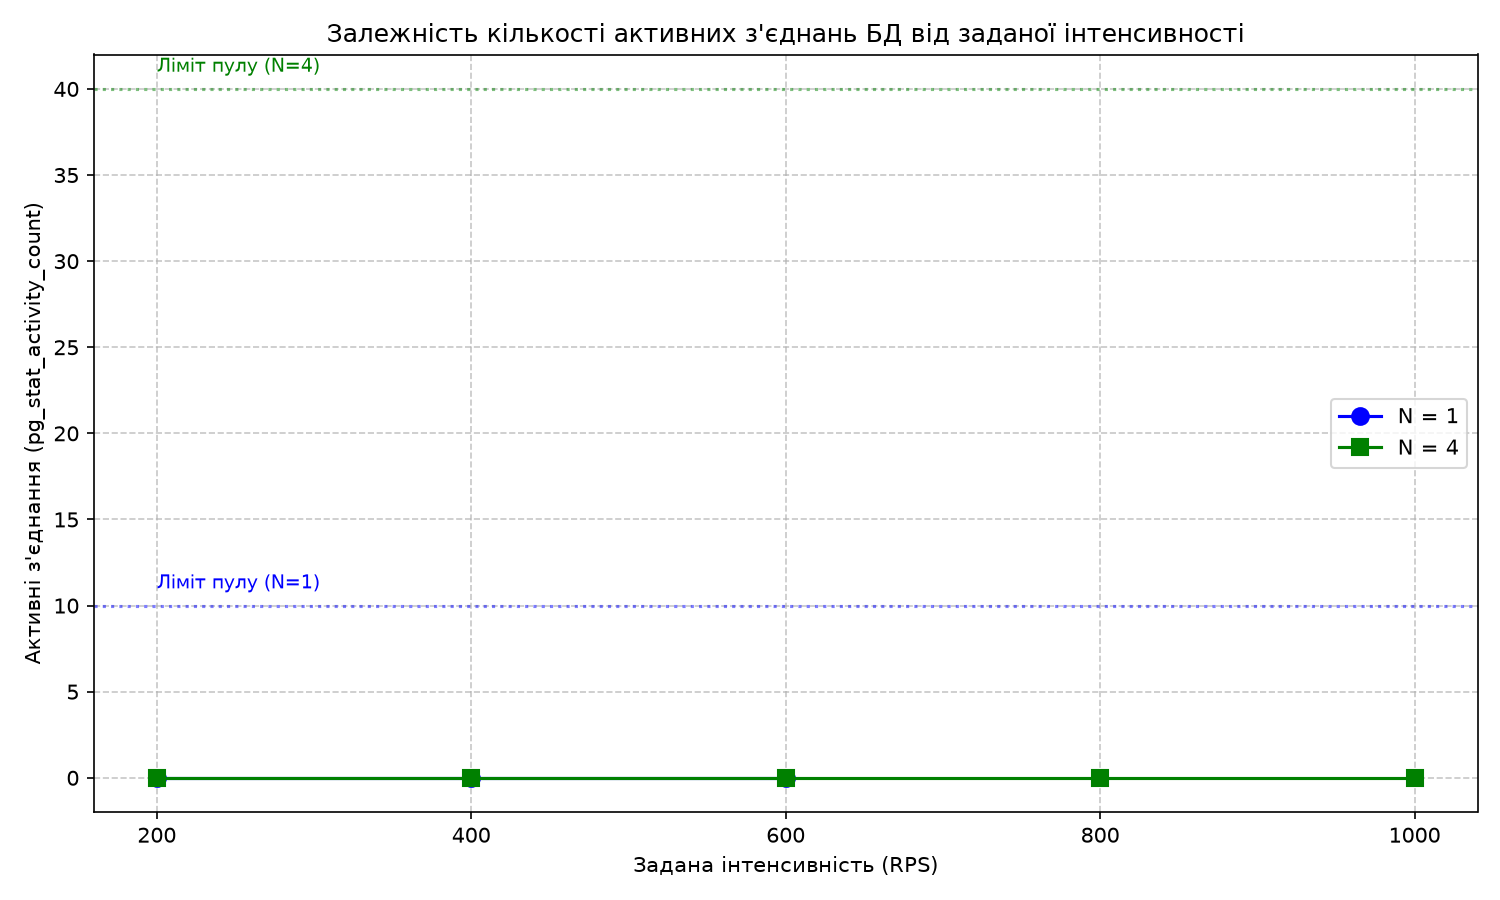 Залежність кількості активних з'єднань БД від заданої інтенсивності
Активні з'єднання (pg_stat_activity_count)
Ліміт пулу (N=4)
40
35
30
25
20
15
Ліміт пулу (N=1)
10
5
0
N = 1
N = 4
200
400
600
800
1000
Задана інтенсивність (RPS)